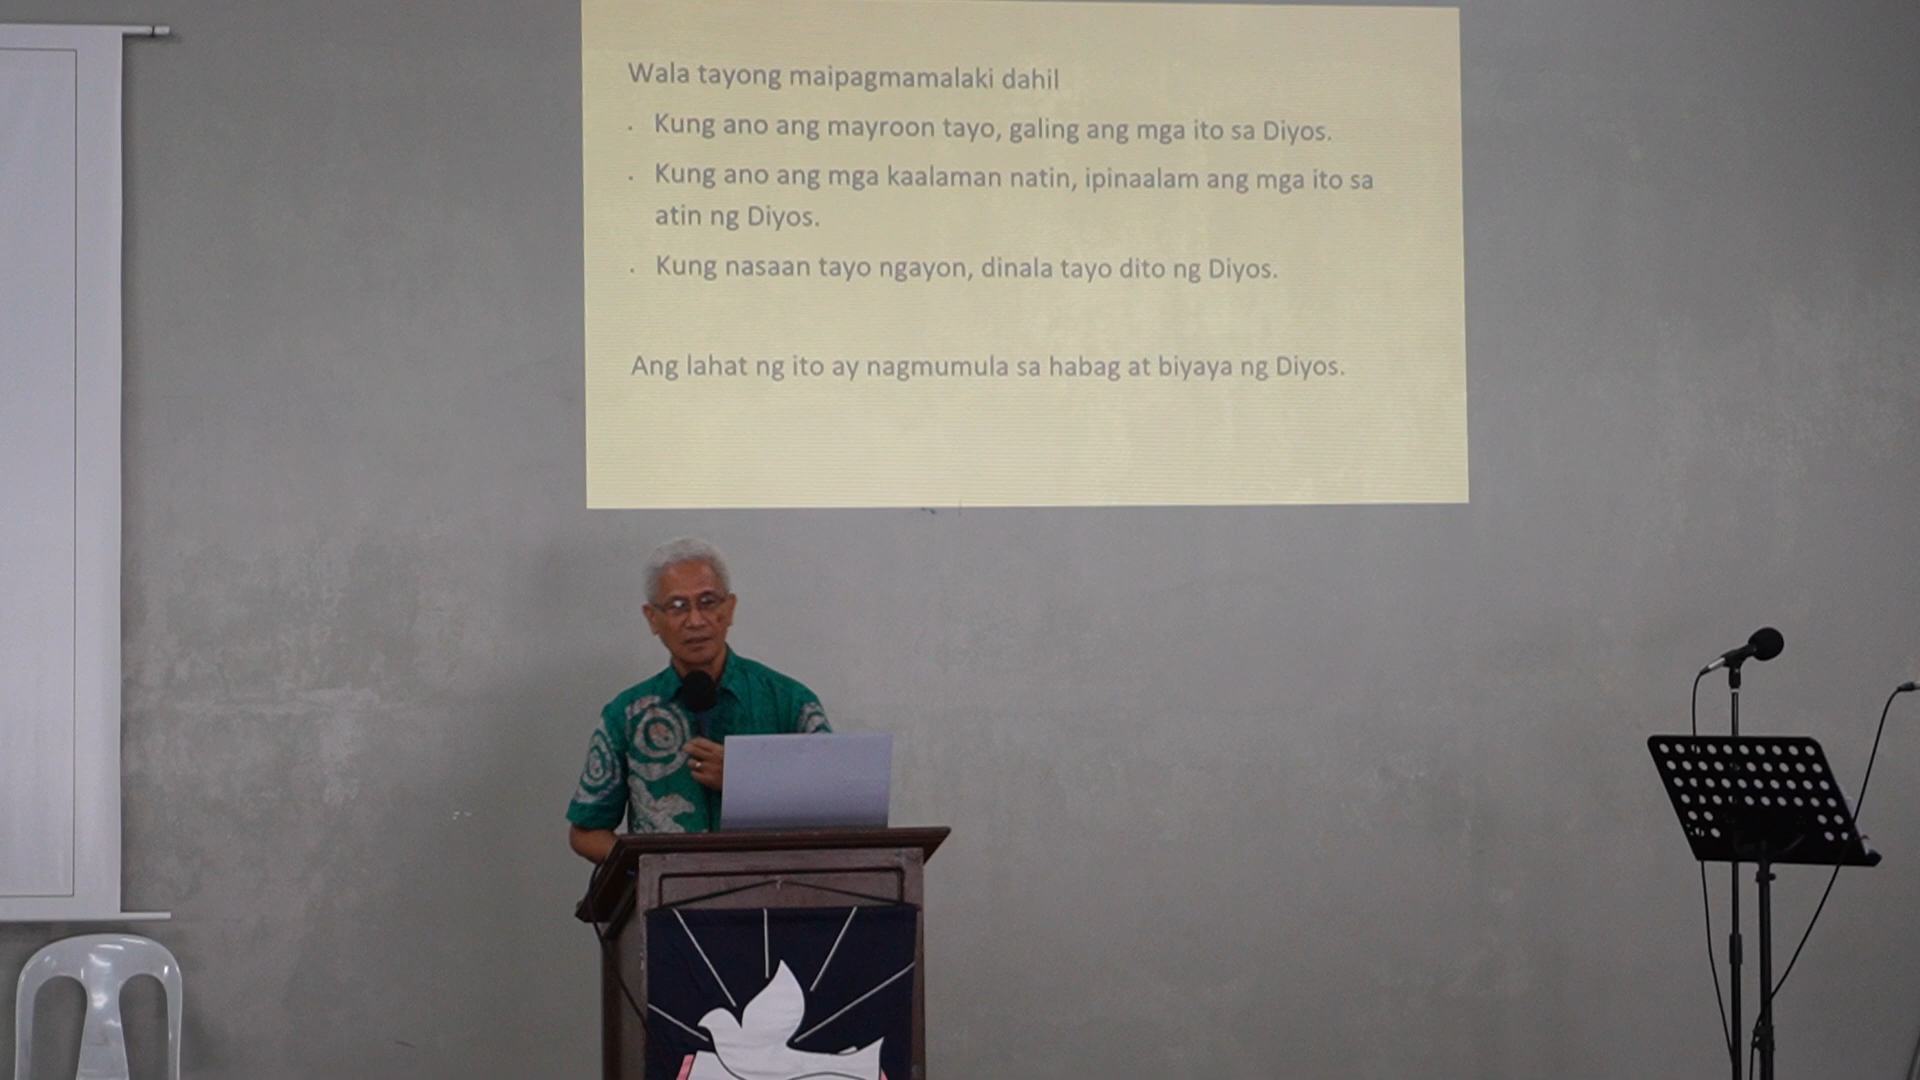 Wala tayong maipagmamalaki dahil
. Kung ano ang mayroon tayo, galing ang mga ito sa Diyos.
. Kung ano ang mga kaalaman natin, ipinaalam ang mga ito sa
atin ng Diyos.
. Kung nasaan tayo ngayon, dinala tayo dito ng Diyos.
Ang lahat ng ito ay nagmumula sa habag at biyaya ng Diyos.